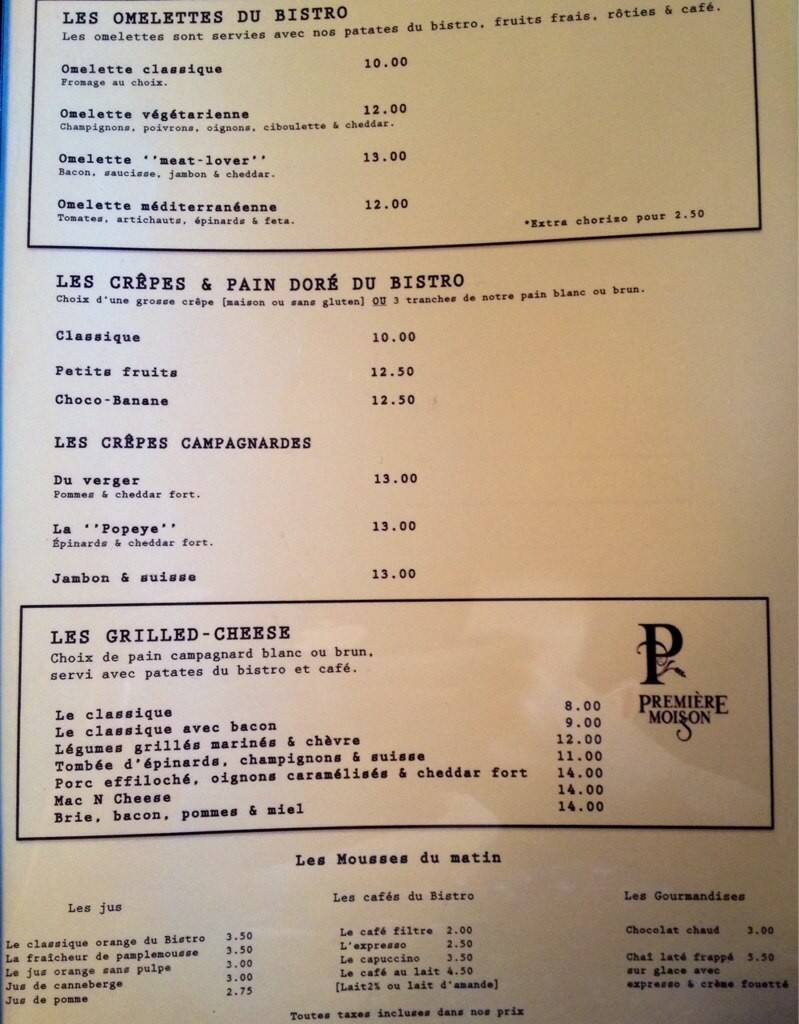 LES OMELETTES DU BISTRO
Les omelettes sont servies avec nos patates du bistro, fruits frais, rôties & café.
Omelette classique 10.00
Fromage au choix.
Omelette végétarienne 12.00
Champignons, poivrons, oignons, ciboulette & cheddar.
Omelette ''meat-lover'' 13.00
Bacon, saucisse, jambon & cheddar.
Omelette méditerranéenne 12.00
Tomates, artichauts, épinards & feta.
*Extra chorizo pour 2.50
LES CRÊPES & PAIN DORÉ DU BISTRO
Choix d'une grosse crêpe [maison ou sans gluten] OU 3 tranches de notre pain blanc ou brun.
Classique 10.00
Petits fruits 12.50
Choco-Banane 12.50
LES CRÊPES CAMPAGNARDES
Du verger 13.00
Pommes & cheddar fort.
La ''Popeye'' 13.00
Épinards & cheddar fort.
Jambon & suisse 13.00
LES GRILLED-CHEESE
Choix de pain campagnard blanc ou brun,
servi avec patates du bistro et café.
Le classique 8.00
Le classique avec bacon 9.00
Légumes grillés marinés & chèvre 12.00
Tombée d'épinards, champignons & suisse 11.00
Porc effiloché, oignons caramélisés & cheddar fort 14.00
Mac N Cheese 14.00
Brie, bacon, pommes & miel 14.00
P
PREMIÈRE
MOISSON
Les Mousses du matin
Les jus
Le classique orange du Bistro 3.50
La fraîcheur de pamplemousse 3.50
Le jus orange sans pulpe 3.00
Jus de canneberge 3.00
Jus de pomme 2.75
Les cafés du Bistro
Le café filtre 2.00
L'expresso 2.50
Le capuccino 3.50
Le café au lait 4.50
[Lait2% ou lait d'amande]
Les Gourmandises
Chocolat chaud 3.00
Chaï laté frappé 5.50
sur glace avec
expresso & crème fouetté
Toutes taxes incluses dans nos prix